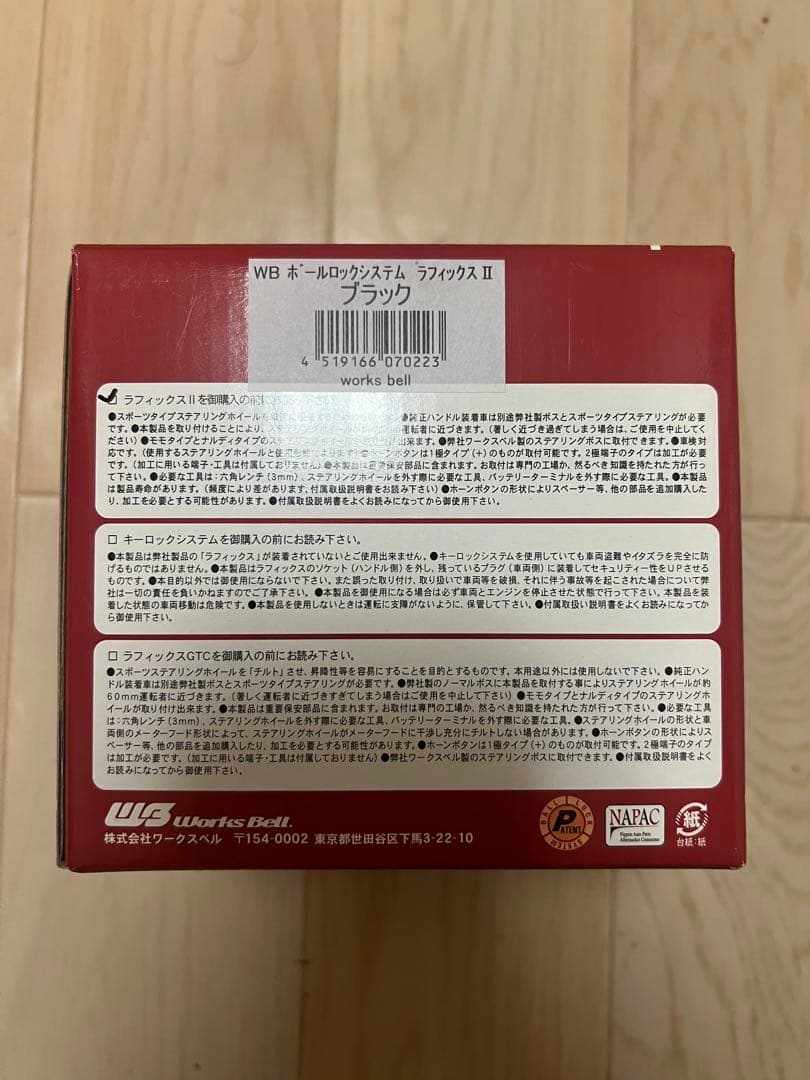 WB ボールロックシステム ラフィックスⅡ
ブラック
4 519166 070223
works bell
ラフィックスⅡを御購入の前にお読み下さい。
●スポーツタイプステアリングホイールを
●純正ハンドル装着車は別途弊社製ボスとスポーツタイプステアリングが必要
です。●本製品を取り付けることにより、ステアリングホイールが
運転者に近づきます。(著しく近づき過ぎてしまう場合は、ご使用を中止してく
ださい)●モモタイプとナルディタイプのステアリングホイールが取り付け出来ます。●弊社ワークスベル製のステアリングボスに取付できます。●車検対
応です。(使用するステアリングホイールと使用形態によります)●ホーンボタンは1極タイプ(+)のものが取付可能です。2極端子のタイプは加工が必要で
す。(加工に用いる端子・工具は付属しておりません)●本製品は重要保安部品に含まれます。お取付は専門の工場か、然るべき知識を持たれた方が行っ
て下さい。●必要な工具は:六角レンチ(3mm)、ステアリングホイールを外す際に必要な工具、バッテリーターミナルを外す際に必要な工具。●本製品
は製品寿命があります。(頻度により差があります、付属取扱説明書をお読み下さい)●ホーンボタンの形状によりスペーサー等、他の部品を追加購入した
り、加工を必要とする可能性があります。●付属取扱説明書をよくお読みになってから御使用下さい。
キーロックシステムを御購入の前にお読み下さい。
●本製品は弊社製品の「ラフィックス」が装着されていないとご使用出来ません。●キーロックシステムを使用していても車両盗難やイタズラを完全に防
げるものではありません。●本製品はラフィックスのソケット(ハンドル側)を外し、残っているプラグ(車両側)に装着してセキュリティー性をUPさせる
ものです。●本目的以外では御使用にならないで下さい。また誤った取り付け、取り扱いで車両等を破損、それに伴う事故等を起こされた場合について弊
社は一切の責任を負いかねますのでご了承下さい。●本製品を御使用になる場合は必ず車両とエンジンを停止させた状態で行って下さい。本製品を装
着した状態の車両移動は危険です。●本製品を使用しないときは運転に支障がないように、保管して下さい。●付属取扱い説明書をよくお読みになってか
ら御使用下さい。
ラフィックスGTCを御購入の前にお読み下さい。
●スポーツステアリングホイールを「チルト」させ、昇降性等を容易にすることを目的とするものです。本用途以外には使用しないで下さい。●純正ハン
ドル装着車は別途弊社製ボスとスポーツタイプステアリングが必要です。●弊社製のノーマルボスに本製品を取付する事によりステアリングホイールが約
60mm運転者に近づきます。(著しく運転者に近づきすぎてしまう場合はご使用を中止して下さい)●モモタイプとナルディタイプのステアリングホ
イールが取り付け出来ます。●本製品は重要保安部品に含まれます。お取付は専門の工場か、然るべき知識を持たれた方が行って下さい。●必要な工具
は:六角レンチ(3mm)、ステアリングホイールを外す際に必要な工具、バッテリーターミナルを外す際に必要な工具。●ステアリングホイールの形状と車
両側のメーターフード形状によって、ステアリングホイールがメーターフードに干渉し充分にチルトしない場合があります。●ホーンボタンの形状によりス
ペーサー等、他の部品を追加購入したり、加工を必要とする可能性があります。●ホーンボタンは1極タイプ(+)のものが取付可能です。2極端子のタイプ
は加工が必要です。(加工に用いる端子・工具は付属しておりません)●弊社ワークスベル製のステアリングボスに取付できます。●付属取扱説明書をよく
お読みになってから御使用下さい。
WB Works Bell.
株式会社ワークスベル 〒154-0002 東京都世田谷区下馬3-22-10
BALL LOCK
PATENT
SYSTEM
NAPAC
Nippon Auto Parts
Aftermarket Committee
紙
台紙:紙